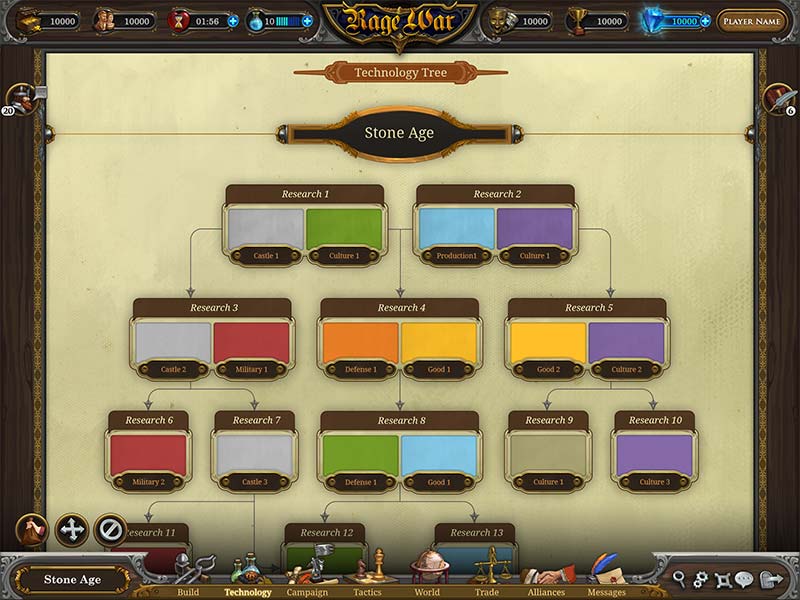 10000
10000
01:56
10
Rage War
10000
10000
10000
PLAYER NAME
Technology Tree
20
6
Stone Age
Research 1
Research 2
Castle 1
Culture 1
Production1
Culture 1
Research 3
Research 4
Research 5
Castle 2
Military 1
Defense 1
Good 1
Good 2
Culture 2
Research 6
Research 7
Research 8
Research 9
Research 10
Military 2
Castle 3
Defense 1
Good 1
Culture 1
Culture 3
Research 11
Research 12
Research 13
Stone Age
Build
Technology
Campaign
Tactics
World
Trade
Alliances
Messages